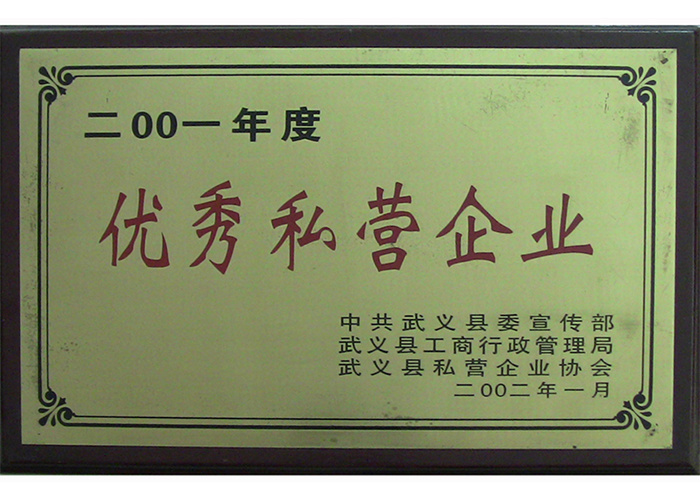 二00一年度
优秀私营企业
中共武义县委宣传部
武义县工商行政管理局
武义县私营企业协会
二00二年一月